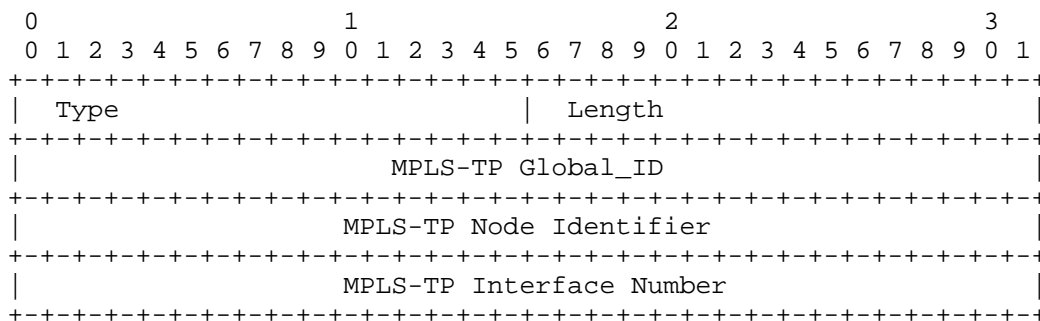 0                   1                   2                   3
 0 1 2 3 4 5 6 7 8 9 0 1 2 3 4 5 6 7 8 9 0 1 2 3 4 5 6 7 8 9 0 1
+-+-+-+-+-+-+-+-+-+-+-+-+-+-+-+-+-+-+-+-+-+-+-+-+-+-+-+-+-+-+-+-+
|  Type                         |  Length                       |
+-+-+-+-+-+-+-+-+-+-+-+-+-+-+-+-+-+-+-+-+-+-+-+-+-+-+-+-+-+-+-+-+
|                       MPLS-TP Global_ID                       |
+-+-+-+-+-+-+-+-+-+-+-+-+-+-+-+-+-+-+-+-+-+-+-+-+-+-+-+-+-+-+-+-+
|                    MPLS-TP Node Identifier                    |
+-+-+-+-+-+-+-+-+-+-+-+-+-+-+-+-+-+-+-+-+-+-+-+-+-+-+-+-+-+-+-+-+
|                    MPLS-TP Interface Number                   |
+-+-+-+-+-+-+-+-+-+-+-+-+-+-+-+-+-+-+-+-+-+-+-+-+-+-+-+-+-+-+-+-+